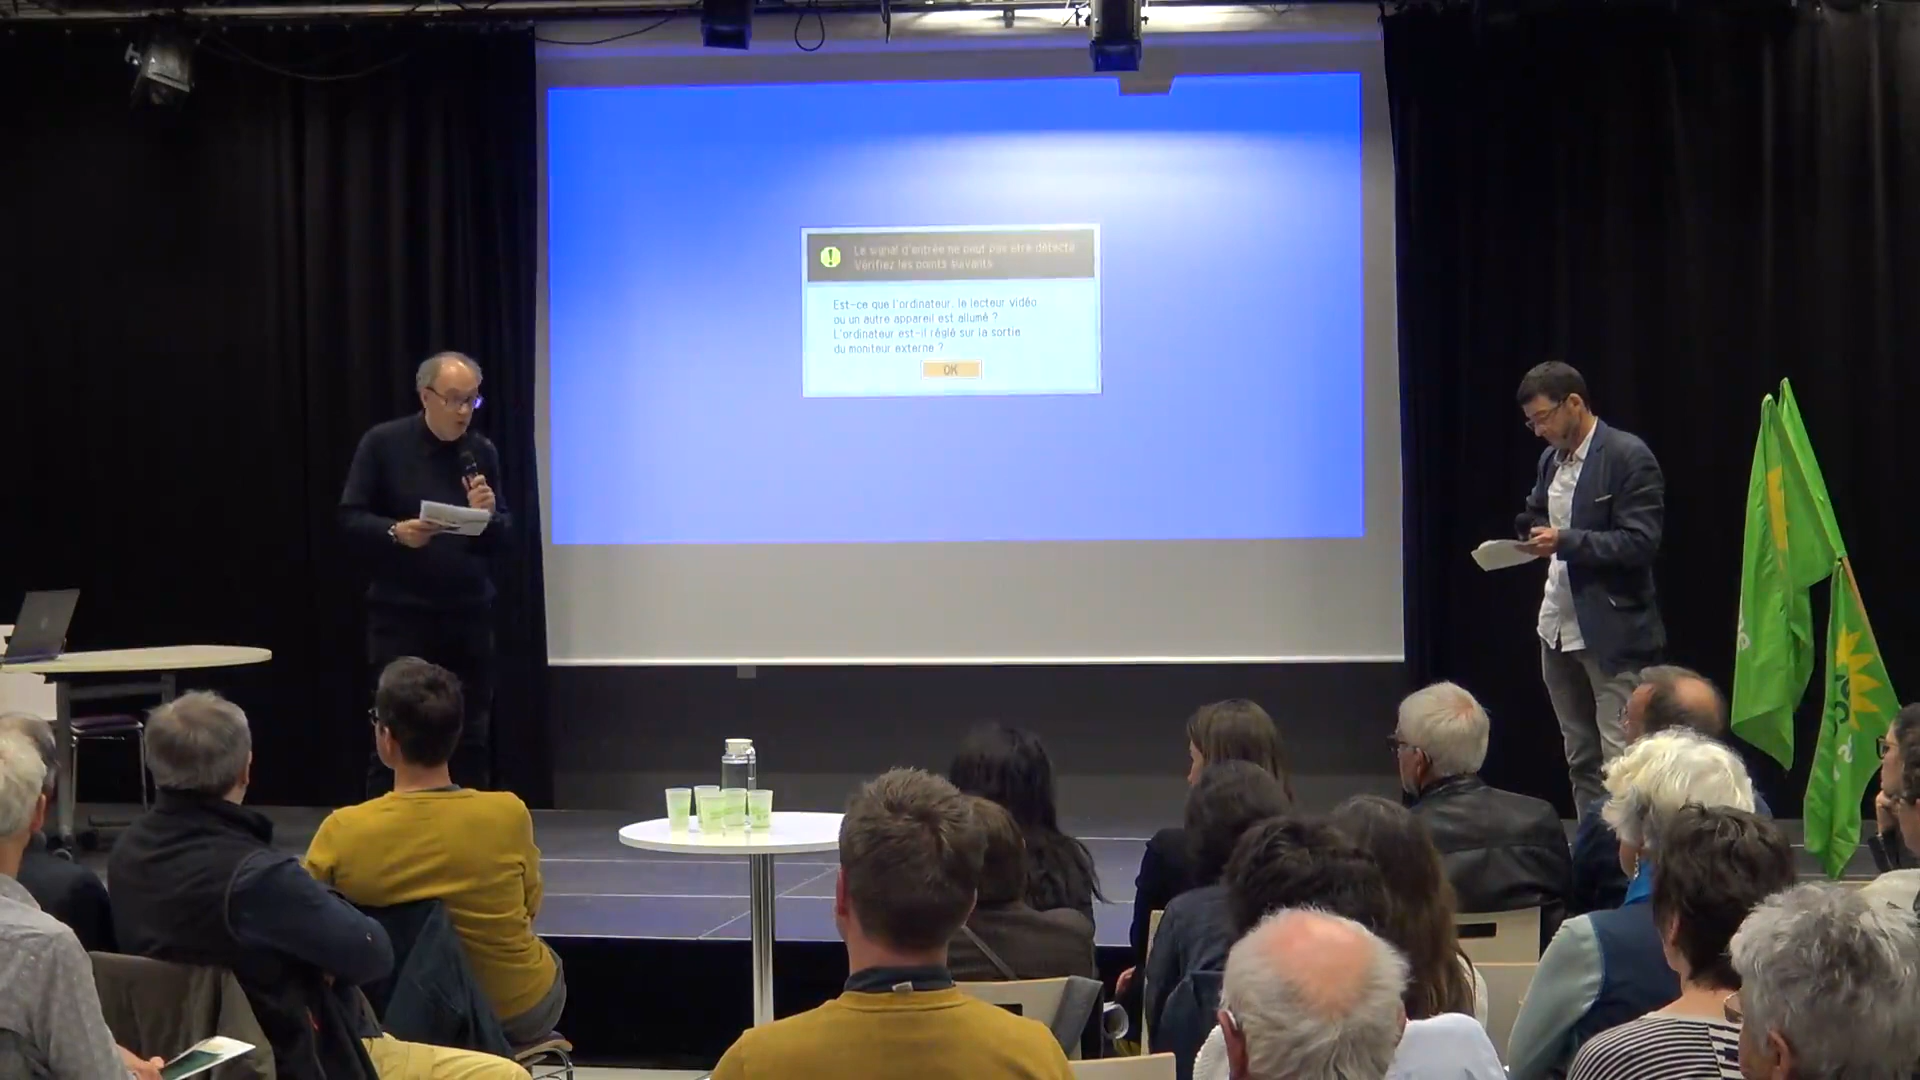 Le signal d'entrée ne peut pas être détecté
Vérifiez les points suivants
Est-ce que l'ordinateur, le lecteur vidéo
ou un autre appareil est allumé ?
L'ordinateur est-il réglé sur la sortie
du moniteur externe ?
OK